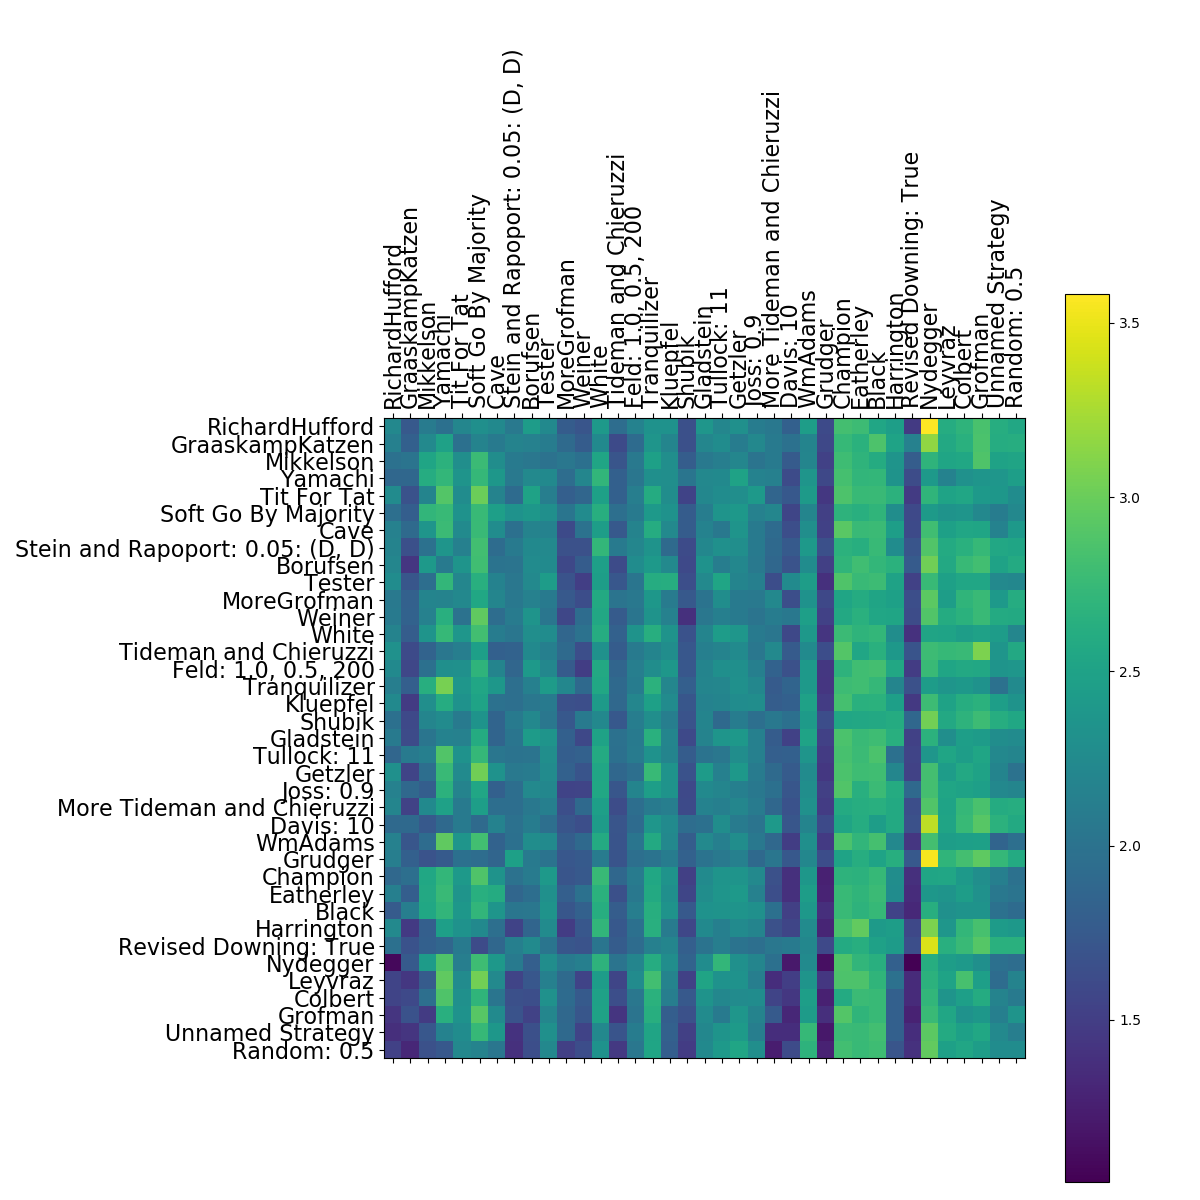 RichardHufford
GraaskampKatzen
Mikkelson
Yamachi
Tit For Tat
Soft Go By Majority
Cave
Stein and Rapoport: 0.05: (D, D)
Borufsen
Tester
MoreGrofman
Weiner
White
Tideman and Chieruzzi
Feld: 1.0, 0.5, 200
Tranquilizer
Kluepfel
Shubik
Gladstein
Tullock: 11
Getzler
Joss: 0.9
More Tideman and Chieruzzi
Davis: 10
WmAdams
Grudger
Champion
Eatherley
Black
Harrington
Revised Downing: True
Nydegger
Leyvraz
Colbert
Grofman
Unnamed Strategy
Random: 0.5
RichardHufford
GraaskampKatzen
Mikkelson
Yamachi
Tit For Tat
Soft Go By Majority
Cave
Stein and Rapoport: 0.05: (D, D)
Borufsen
Tester
MoreGrofman
Weiner
White
Tideman and Chieruzzi
Feld: 1.0, 0.5, 200
Tranquilizer
Kluepfel
Shubik
Gladstein
Tullock: 11
Getzler
Joss: 0.9
More Tideman and Chieruzzi
Davis: 10
WmAdams
Grudger
Champion
Eatherley
Black
Harrington
Revised Downing: True
Nydegger
Leyvraz
Colbert
Grofman
Unnamed Strategy
Random: 0.5
3.5
3.0
2.5
2.0
1.5